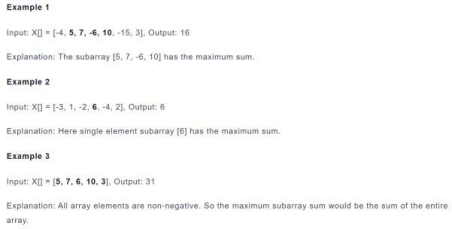 Example 1
Input: X[] = [-4, 5, 7, -6, 10, -15, 3], Output: 16
Explanation: The subarray [5, 7, -6, 10] has the maximum sum.
Example 2
Input: X[] = [-3, 1, -2, 6, -4, 2], Output: 6
Explanation: Here single element subarray [6] has the maximum sum.
Example 3
Input: X[] = [5, 7, 6, 10, 3], Output: 31
Explanation: All array elements are non-negative. So the maximum subarray sum would be the sum of the entire
array.